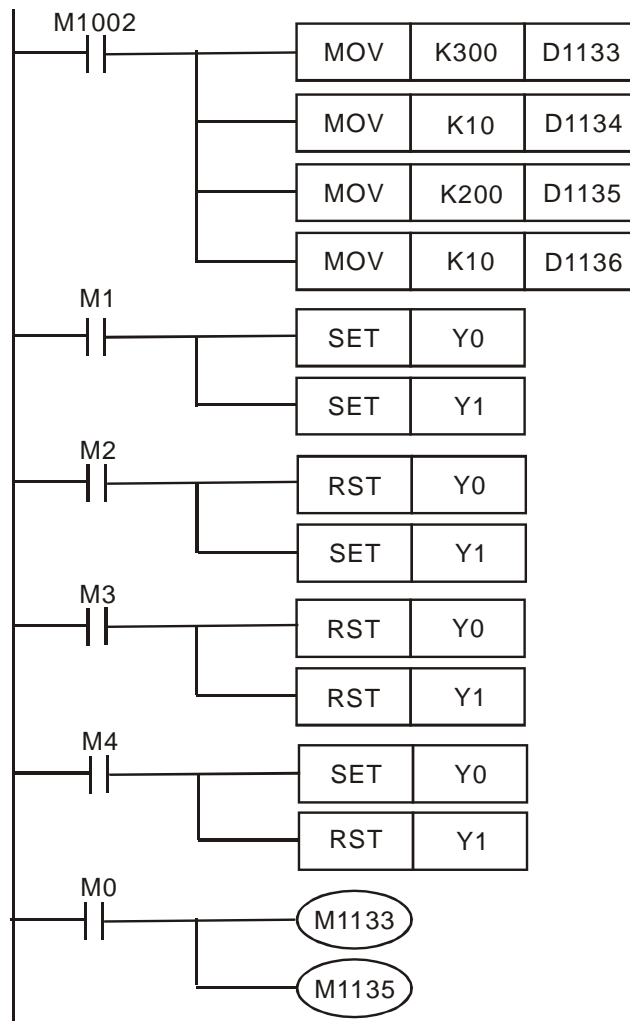 M1002
MOV K300 D1133
MOV K10 D1134
MOV K200 D1135
MOV K10 D1136
M1
SET Y0
SET Y1
M2
RST Y0
SET Y1
M3
RST Y0
RST Y1
M4
SET Y0
RST Y1
M0
M1133
M1135